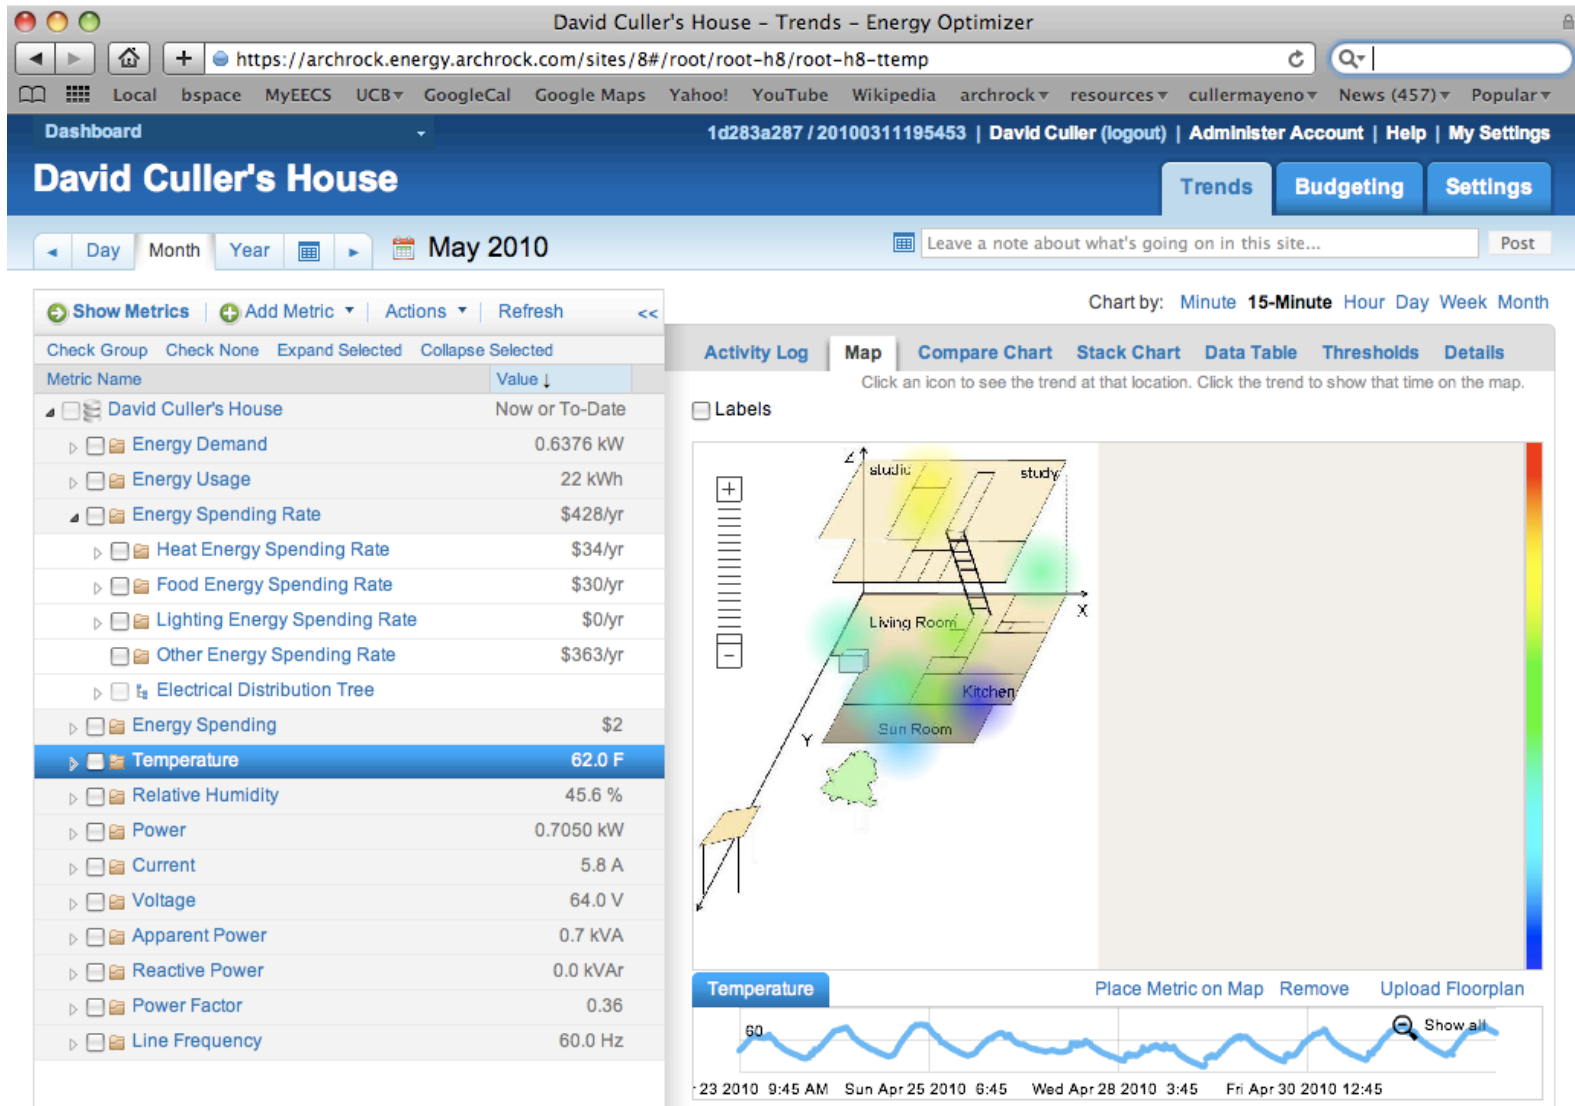 David Culler's House – Trends – Energy Optimizer
https://archrock.energy.archrock.com/sites/8#/root/root-h8/root-h8-ttemp
Local bspace MyEECS UCB GoogleCal Google Maps Yahoo! YouTube Wikipedia archrock resources cullermayeno News (457) Popular
Dashboard
1d283a287 / 20100311195453 | David Culler (logout) | Administer Account | Help | My Settings
David Culler's House
Trends Budgeting Settings
Day Month Year May 2010
Leave a note about what's going on in this site... Post
Show Metrics | Add Metric | Actions | Refresh <<
Chart by: Minute 15-Minute Hour Day Week Month
Check Group Check None Expand Selected Collapse Selected
Activity Log Map Compare Chart Stack Chart Data Table Thresholds Details
Metric Name Value ↓
Click an icon to see the trend at that location. Click the trend to show that time on the map.
David Culler's House Now or To-Date
Labels
Energy Demand 0.6376 kW
Energy Usage 22 kWh
Energy Spending Rate $428/yr
Heat Energy Spending Rate $34/yr
Food Energy Spending Rate $30/yr
Lighting Energy Spending Rate $0/yr
Other Energy Spending Rate $363/yr
Electrical Distribution Tree
Energy Spending $2
Temperature 62.0 F
Relative Humidity 45.6 %
Power 0.7050 kW
Current 5.8 A
Voltage 64.0 V
Apparent Power 0.7 kVA
Reactive Power 0.0 kVAr
Power Factor 0.36
Line Frequency 60.0 Hz
Z
studio study
X
Living Room
Kitchen
Sun Room
Y
Temperature
Place Metric on Map Remove Upload Floorplan
60
Show all
23 2010 9:45 AM Sun Apr 25 2010 6:45 Wed Apr 28 2010 3:45 Fri Apr 30 2010 12:45